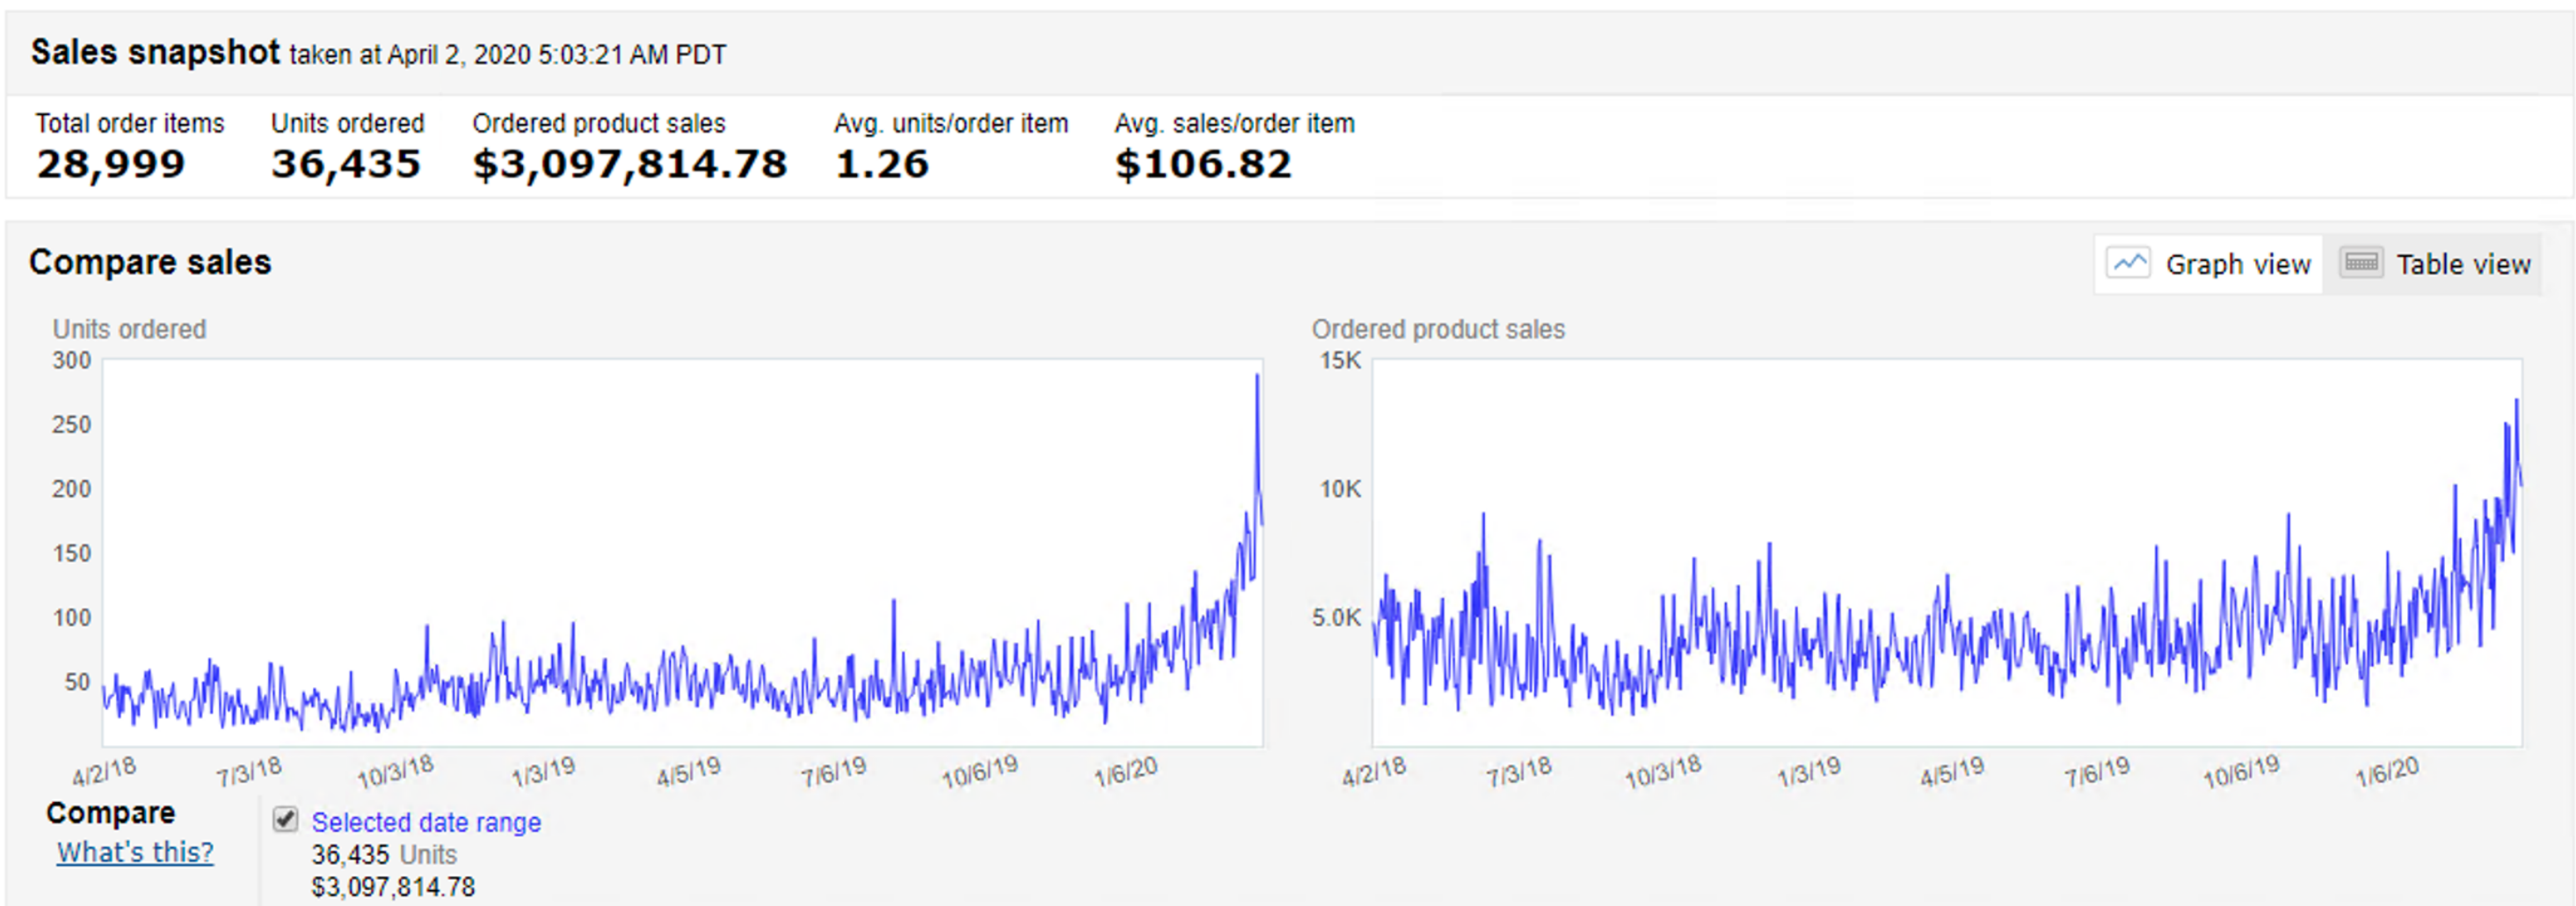 Sales snapshot taken at April 2, 2020 5:03:21 AM PDT
Total order items Units ordered Ordered product sales Avg. units/order item Avg. sales/order item
28,999 36,435 $3,097,814.78 1.26 $106.82
Compare sales
Graph view Table view
Units ordered
300
250
200
150
100
50
4/2/18 7/3/18 10/3/18 1/3/19 4/5/19 7/6/19 10/6/19 1/6/20
Ordered product sales
15K
10K
5.0K
4/2/18 7/3/18 10/3/18 1/3/19 4/5/19 7/6/19 10/6/19 1/6/20
Compare
What's this?
Selected date range
36,435 Units
$3,097,814.78